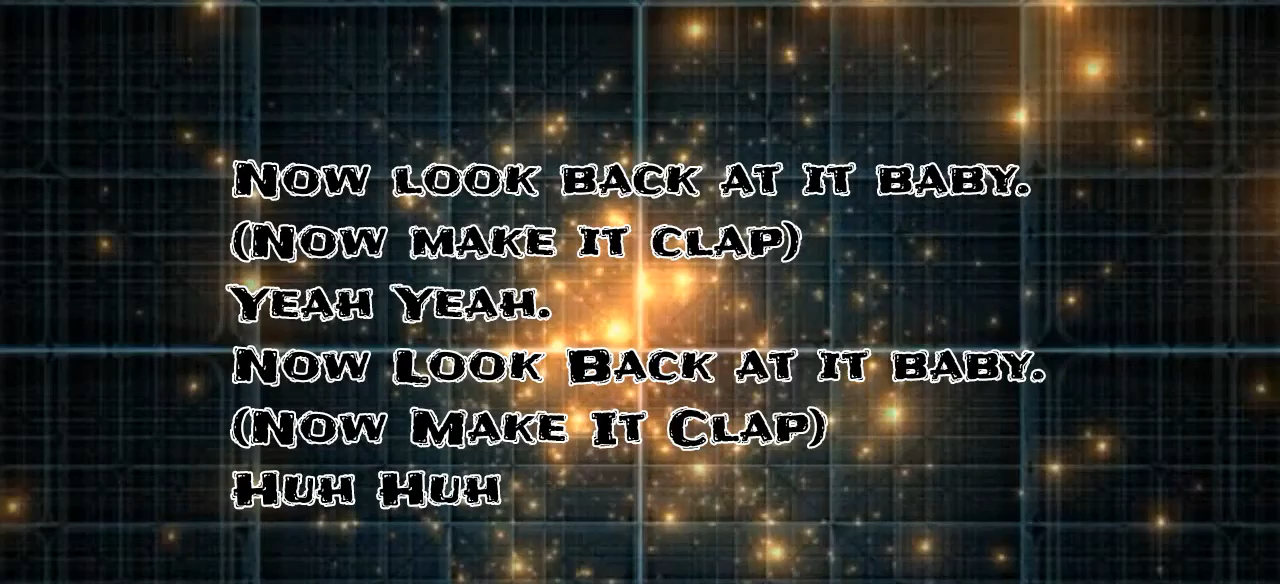 Now look back at it baby.
(Now make it clap)
Yeah Yeah.
Now Look Back at it baby.
(Now Make It Clap)
Huh Huh